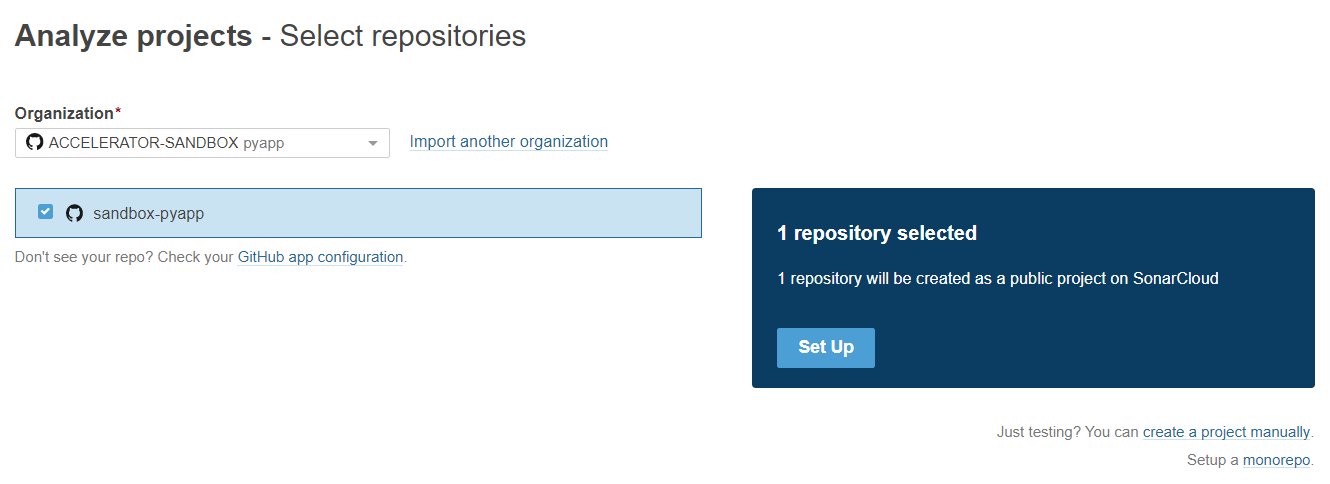 Analyze projects - Select repositories
Organization*
ACCELERATOR-SANDBOX pyapp
Import another organization
sandbox-pyapp
Don't see your repo? Check your GitHub app configuration.
1 repository selected
1 repository will be created as a public project on SonarCloud
Set Up
Just testing? You can create a project manually.
Setup a monorepo.